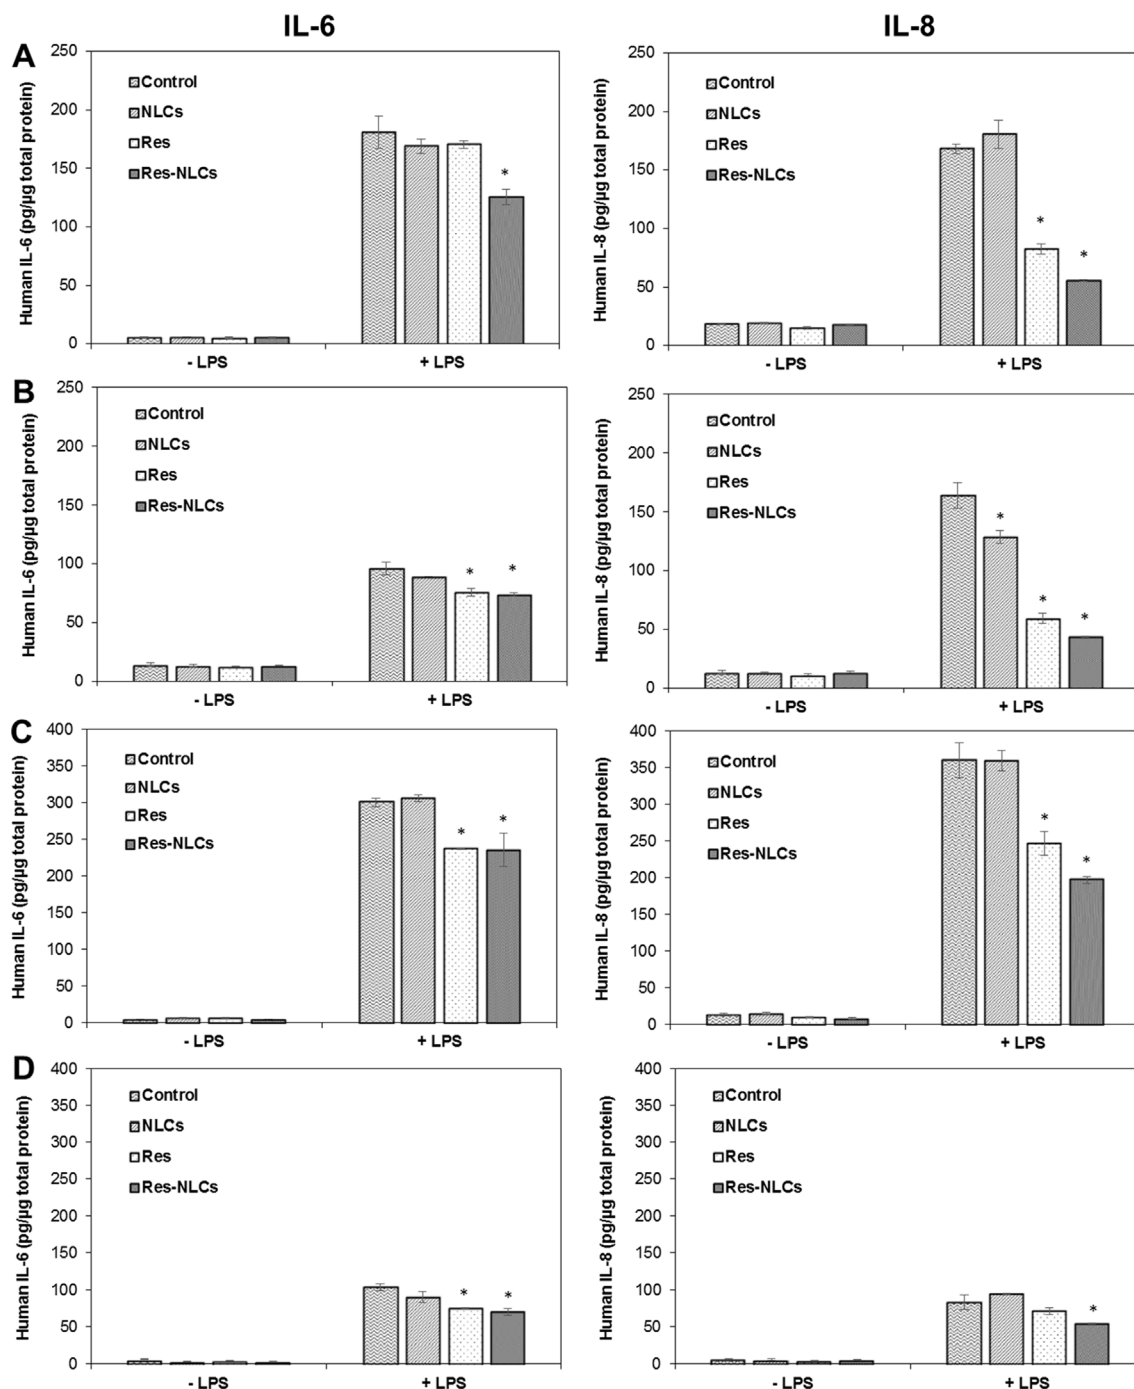 IL-6
IL-8
A
Human IL-6 (pg/µg total protein)
250
200
150
100
50
0
Control
NLCs
Res
Res-NLCs
*
- LPS
+ LPS
Human IL-8 (pg/µg total protein)
250
200
150
100
50
0
Control
NLCs
Res
Res-NLCs
*
*
- LPS
+ LPS
B
Human IL-6 (pg/µg total protein)
250
200
150
100
50
0
Control
NLCs
Res
Res-NLCs
*
*
- LPS
+ LPS
Human IL-8 (pg/µg total protein)
250
200
150
100
50
0
Control
NLCs
Res
Res-NLCs
*
*
*
- LPS
+ LPS
C
Human IL-6 (pg/µg total protein)
400
350
300
250
200
150
100
50
0
Control
NLCs
Res
Res-NLCs
*
*
- LPS
+ LPS
Human IL-8 (pg/µg total protein)
400
350
300
250
200
150
100
50
0
Control
NLCs
Res
Res-NLCs
*
*
- LPS
+ LPS
D
Human IL-6 (pg/µg total protein)
400
350
300
250
200
150
100
50
0
Control
NLCs
Res
Res-NLCs
*
*
- LPS
+ LPS
Human IL-8 (pg/µg total protein)
400
350
300
250
200
150
100
50
0
Control
NLCs
Res
Res-NLCs
*
- LPS
+ LPS